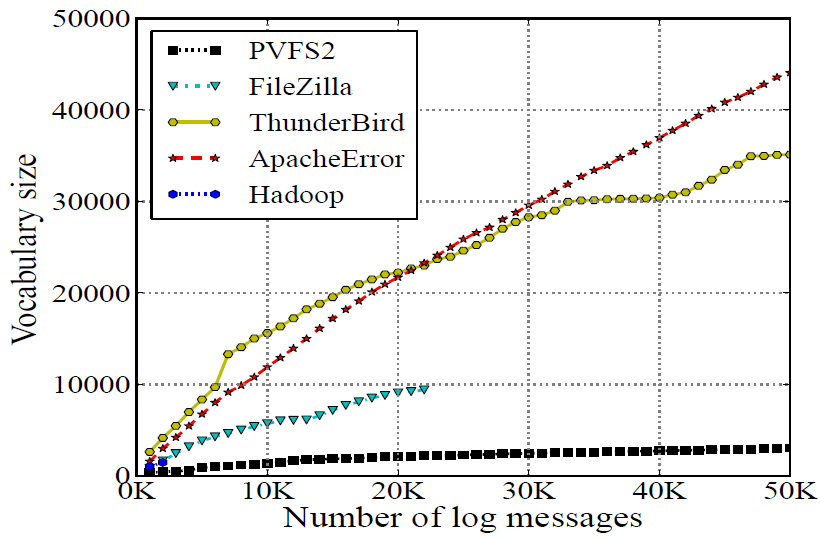 50000
40000
30000
20000
10000
0
Vocabulary size
PVFS2
FileZilla
ThunderBird
ApacheError
Hadoop
0K 10K 20K 30K 40K 50K
Number of log messages